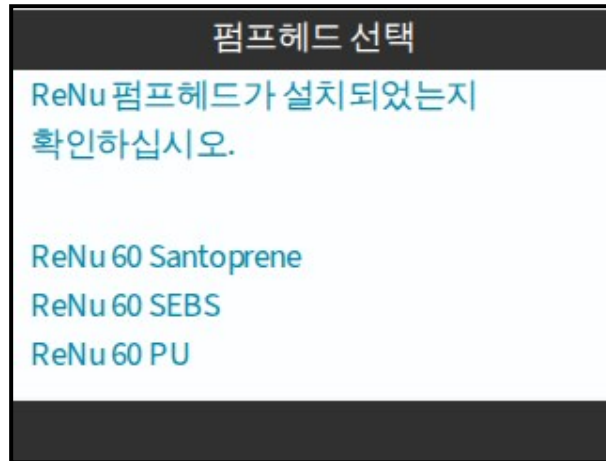 펌프헤드 선택
ReNu 펌프헤드가 설치되었는지
확인하십시오.
ReNu 60 Santoprene
ReNu 60 SEBS
ReNu 60 PU